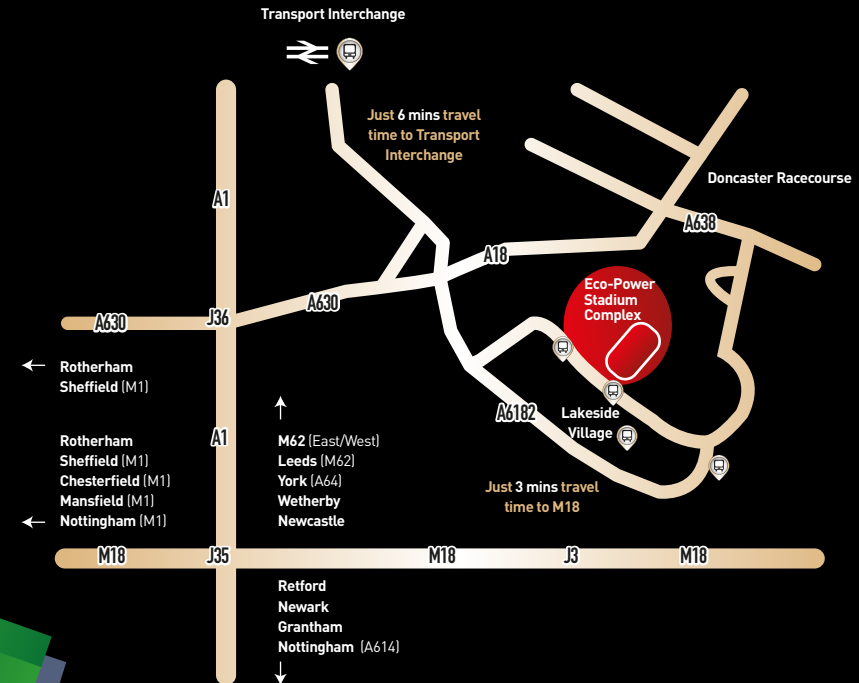 Transport Interchange
Just 6 mins travel
time to Transport
Interchange
A1
Doncaster Racecourse
A638
A18
Eco-Power
Stadium
Complex
A630
J36
A630
Rotherham
Sheffield (M1)
A6182
Lakeside
Village
Rotherham
Sheffield (M1)
Chesterfield (M1)
Mansfield (M1)
Nottingham (M1)
A1
M62 (East/West)
Leeds (M62)
York (A64)
Wetherby
Newcastle
Just 3 mins travel
time to M18
M18
J35
M18
J3
M18
Retford
Newark
Grantham
Nottingham (A614)